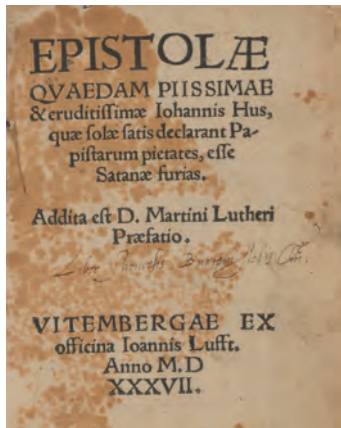 EPISTOLÆ
QVAEDAM PIISSIMAE
& eruditiſſimæ Iohannis Hus,
quæ ſolæ ſatis declarant Pa-
piſtarum pietates, eſſe
Satanæ furias.
Addita eſt D. Martini Lutheri
Præfatio.
VITEMBERGAE EX
officina Ioannis Lufft.
Anno M.D
XXXVII.